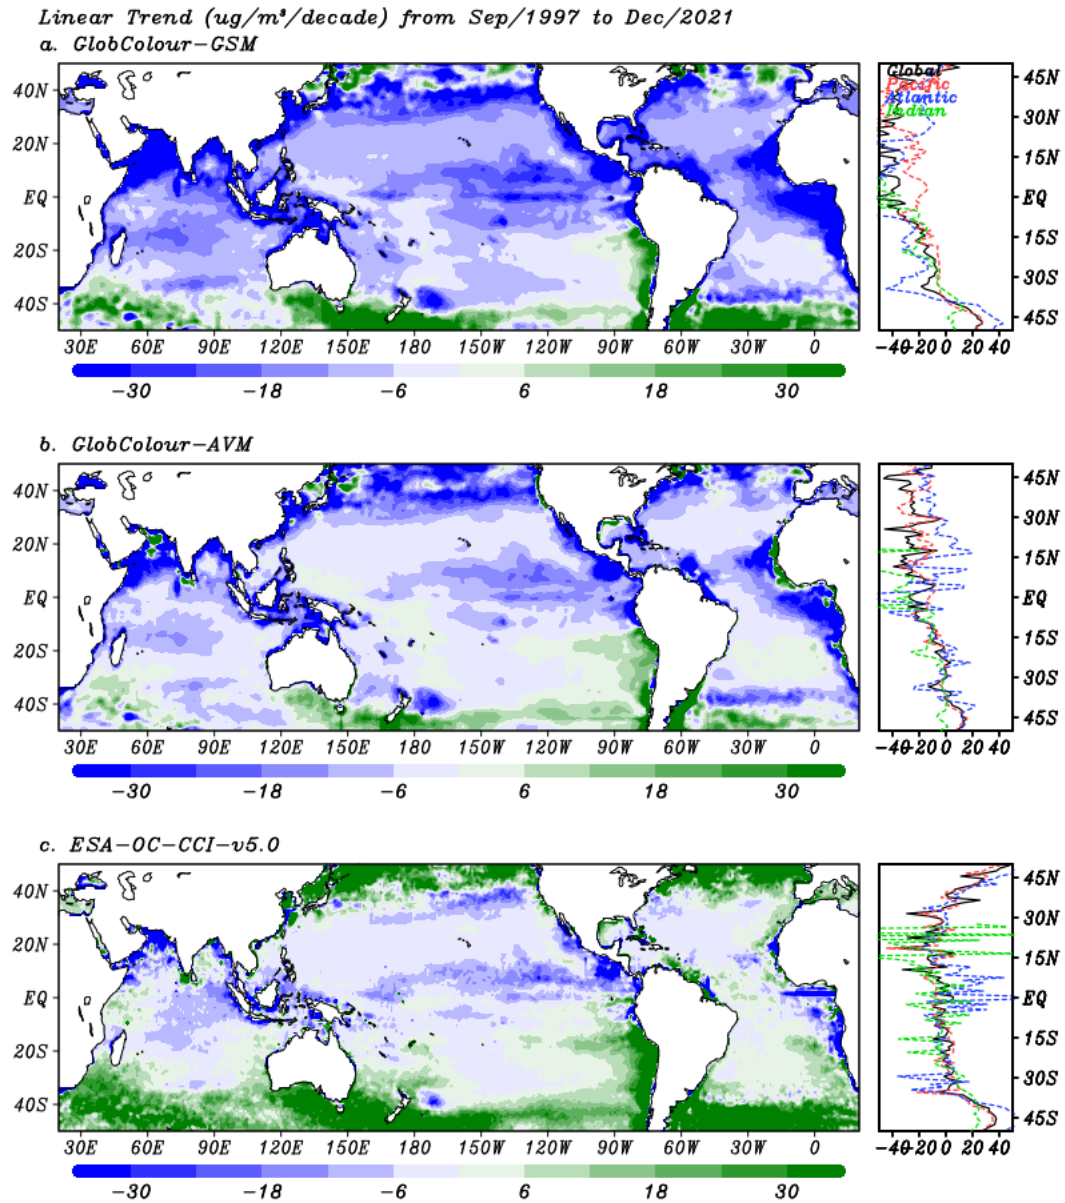 Linear Trend (ug/m³/decade) from Sep/1997 to Dec/2021
a. GlobColour-GSM
40N
20N
EQ
20S
40S
30E 60E 90E 120E 150E 180 150W 120W 90W 60W 30W 0
-30 -18 -6 6 18 30
Global
Pacific
Atlantic
Indian
45N
30N
15N
EQ
15S
30S
45S
-40 -20 0 20 40
b. GlobColour-AVM
40N
20N
EQ
20S
40S
30E 60E 90E 120E 150E 180 150W 120W 90W 60W 30W 0
-30 -18 -6 6 18 30
45N
30N
15N
EQ
15S
30S
45S
-40 -20 0 20 40
c. ESA-OC-CCI-v5.0
40N
20N
EQ
20S
40S
30E 60E 90E 120E 150E 180 150W 120W 90W 60W 30W 0
-30 -18 -6 6 18 30
45N
30N
15N
EQ
15S
30S
45S
-40 -20 0 20 40